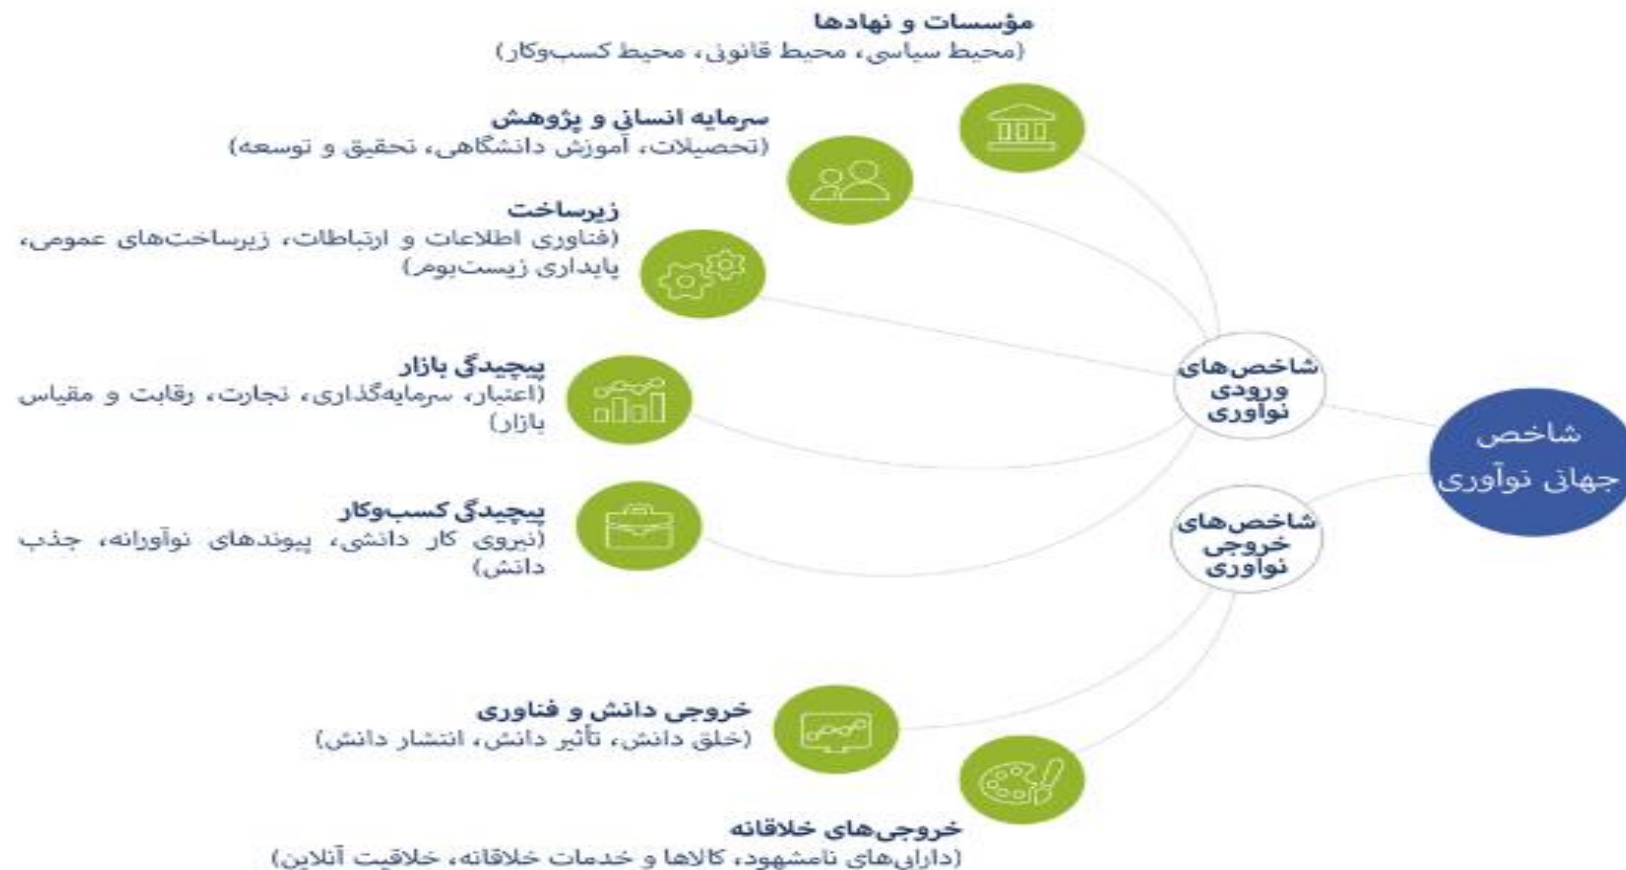 مؤسسات و نهادها
(محیط سیاسی، محیط قانونی، محیط کسب‌وکار)
سرمایه انسانی و پژوهش
(تحصیلات، آموزش دانشگاهی، تحقیق و توسعه)
زیرساخت
(فناوری اطلاعات و ارتباطات، زیرساخت‌های عمومی،
پایداری زیست‌بوم)
پیچیدگی بازار
(اعتبار، سرمایه‌گذاری، تجارت، رقابت و مقیاس
بازار)
پیچیدگی کسب‌وکار
(نیروی کار دانشی، پیوندهای نوآورانه، جذب
دانش)
خروجی دانش و فناوری
(خلق دانش، تأثیر دانش، انتشار دانش)
خروجی‌های خلاقانه
(دارایی‌های نامشهود، کالاها و خدمات خلاقانه، خلاقیت آنلاین)
شاخص‌های
ورودی
نوآوری
شاخص‌های
خروجی
نوآوری
شاخص
جهانی نوآوری